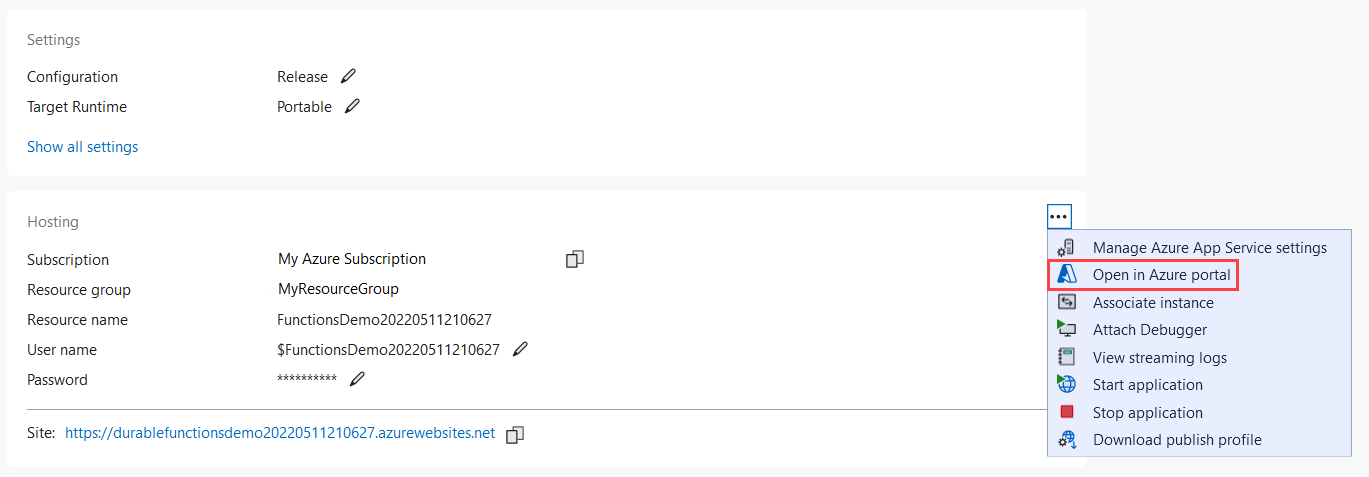 Settings
Configuration Release
Target Runtime Portable
Show all settings
Hosting
Subscription My Azure Subscription
Resource group MyResourceGroup
Resource name FunctionsDemo20220511210627
User name $FunctionsDemo20220511210627
Password **********
Site: https://durablefunctionsdemo20220511210627.azurewebsites.net
Manage Azure App Service settings
Open in Azure portal
Associate instance
Attach Debugger
View streaming logs
Start application
Stop application
Download publish profile